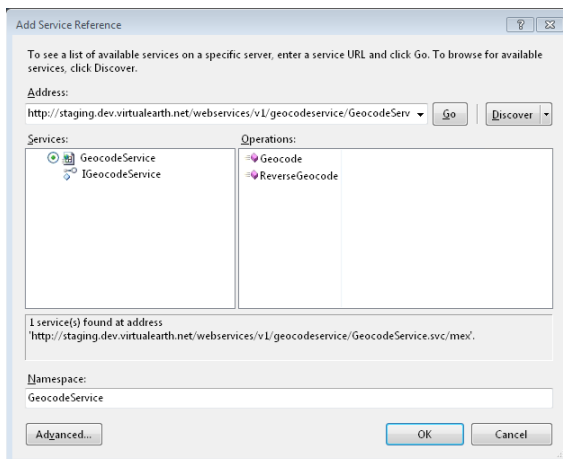 Add Service Reference
To see a list of available services on a specific server, enter a service URL and click Go. To browse for available
services, click Discover.
Address:
http://staging.dev.virtualearth.net/webservices/v1/geocodeservice/GeocodeServ
Go
Discover
Services:
Operations:
GeocodeService
IGeocodeService
Geocode
ReverseGeocode
1 service(s) found at address
'http://staging.dev.virtualearth.net/webservices/v1/geocodeservice/GeocodeService.svc/mex'.
Namespace:
GeocodeService
Advanced...
OK
Cancel